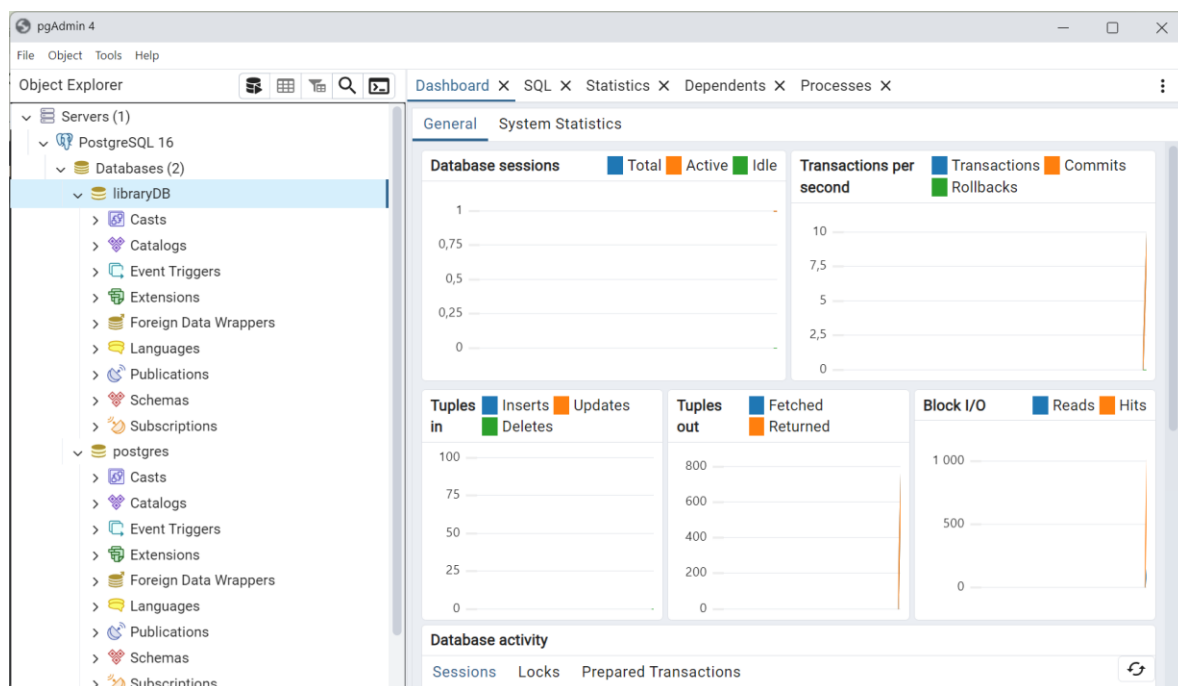 pgAdmin 4
File Object Tools Help
Object Explorer
Servers (1)
PostgreSQL 16
Databases (2)
libraryDB
Casts
Catalogs
Event Triggers
Extensions
Foreign Data Wrappers
Languages
Publications
Schemas
Subscriptions
postgres
Casts
Catalogs
Event Triggers
Extensions
Foreign Data Wrappers
Languages
Publications
Schemas
Subscriptions
Dashboard SQL Statistics Dependents Processes
General System Statistics
Database sessions Total Active Idle
1
0,75
0,5
0,25
0
Transactions per Transactions Commits
second Rollbacks
10
7,5
5
2,5
0
Tuples Inserts Updates
in Deletes
100
75
50
25
0
Tuples Fetched
out Returned
800
600
400
200
0
Block I/O Reads Hits
1 000
500
0
Database activity
Sessions Locks Prepared Transactions